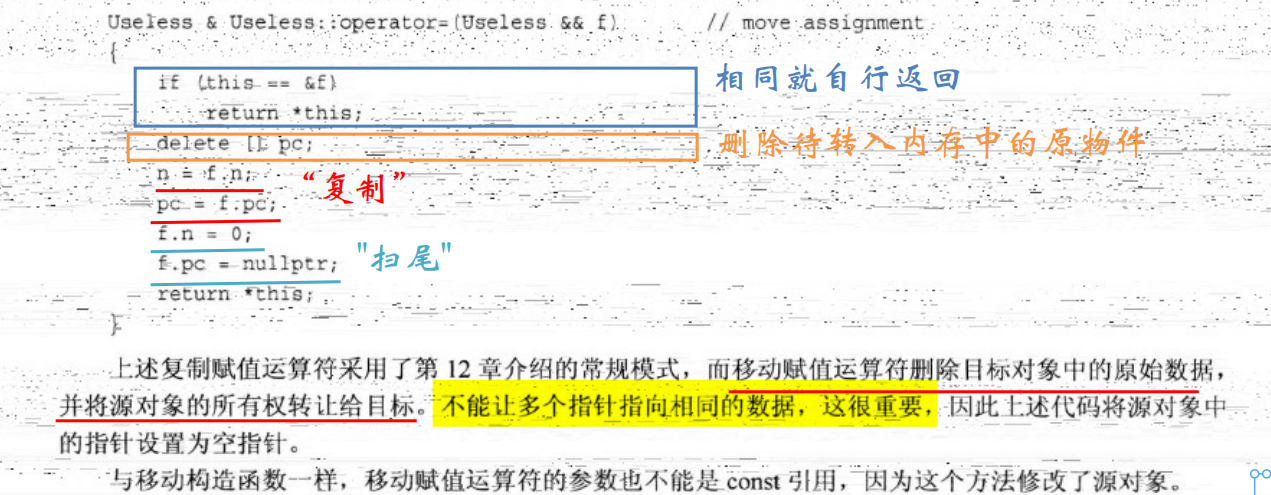 Useless & Useless::operator=(Useless && f) // move assignment
{
if (this == &f) 相同就自行返回
return *this;
delete [] pc; 删除待转入内存中的原物件
n = f.n; “复制”
pc = f.pc;
f.n = 0; "扫尾"
f.pc = nullptr;
return *this;
}
上述复制赋值运算符采用了第 12 章介绍的常规模式，而移动赋值运算符删除目标对象中的原始数据，
并将源对象的所有权转让给目标。不能让多个指针指向相同的数据，这很重要，因此上述代码将源对象中
的指针设置为空指针。
与移动构造函数一样，移动赋值运算符的参数也不能是 const 引用，因为这个方法修改了源对象。